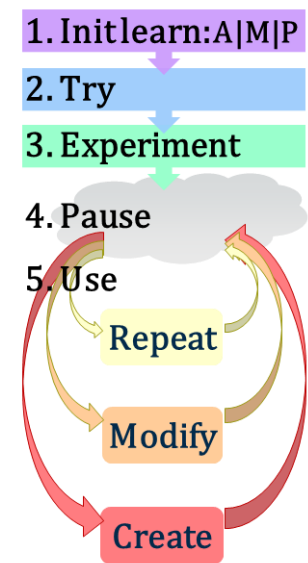 1. Initlearn:A|M|P
2. Try
3. Experiment
4. Pause
5. Use
Repeat
Modify
Create